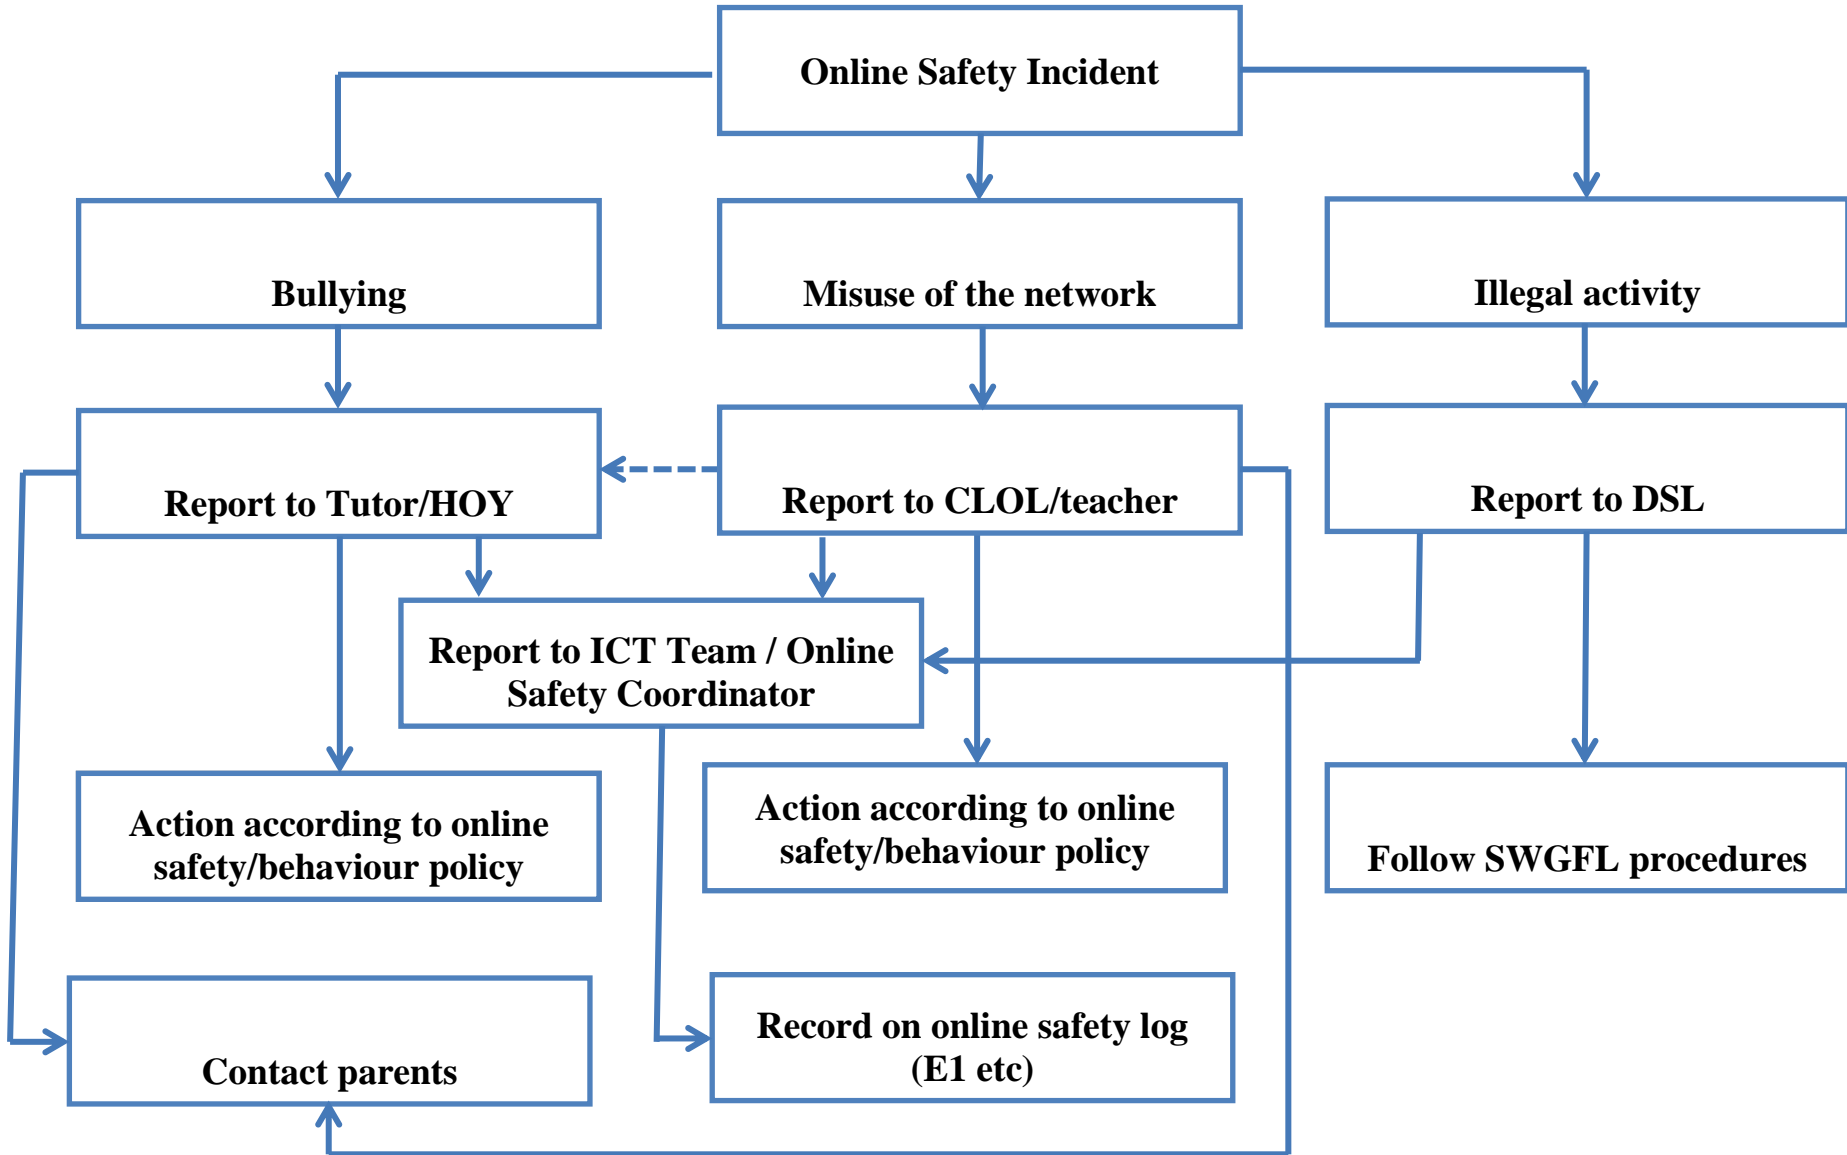 Online Safety Incident
Bullying
Misuse of the network
Illegal activity
Report to Tutor/HOY
Report to CLOL/teacher
Report to DSL
Report to ICT Team / Online
Safety Coordinator
Action according to online
safety/behaviour policy
Action according to online
safety/behaviour policy
Follow SWGFL procedures
Contact parents
Record on online safety log
(E1 etc)